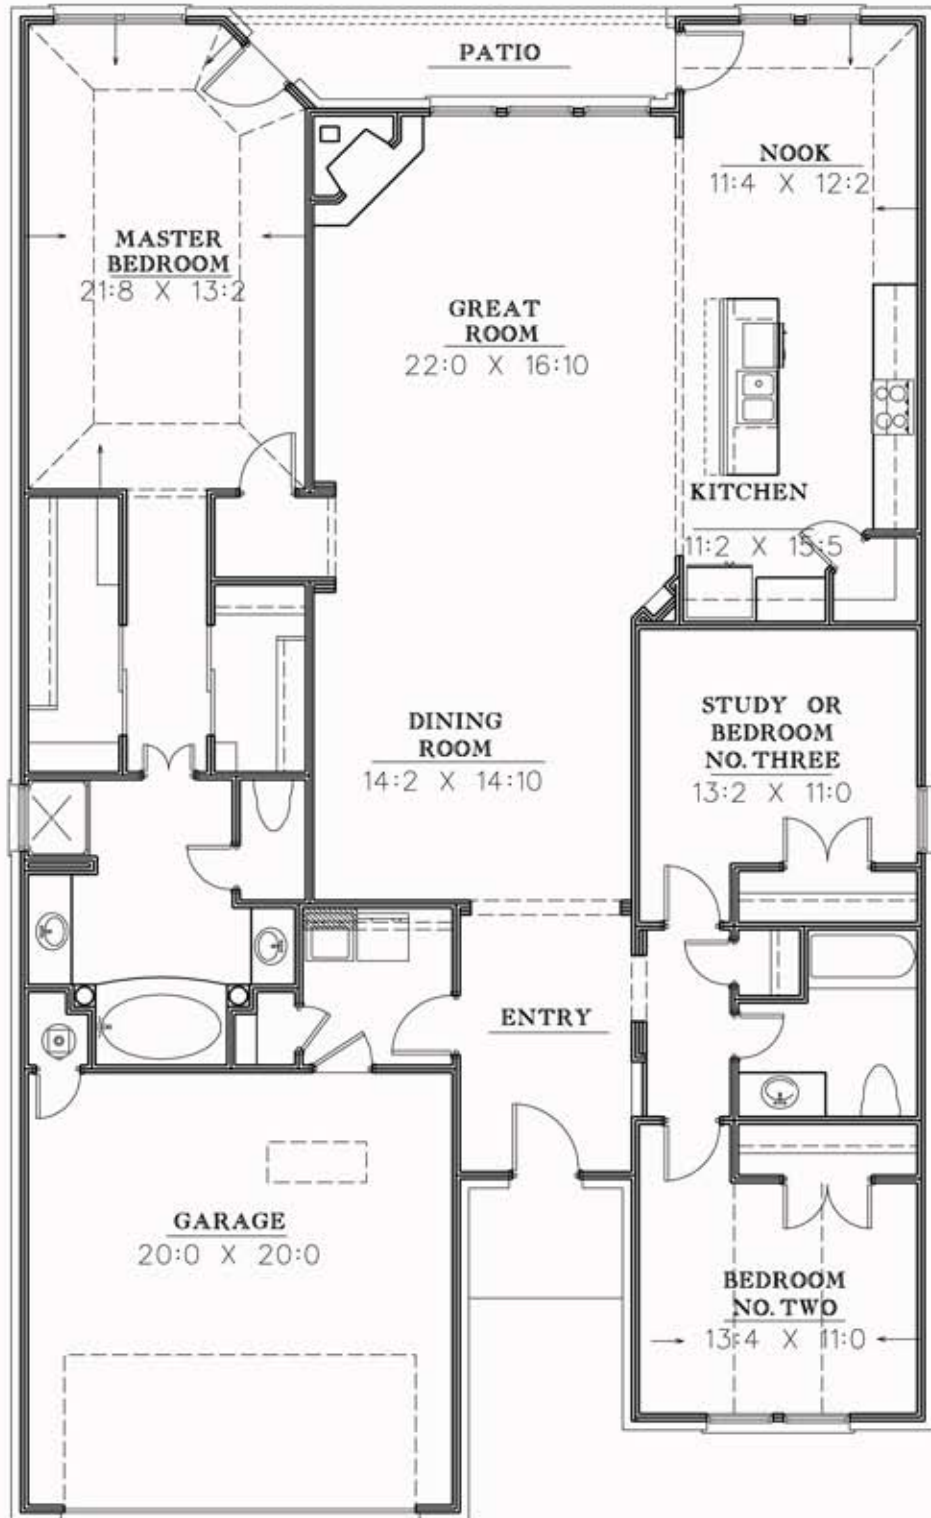 PATIO
NOOK
11:4 X 12:2
MASTER
BEDROOM
21:8 X 13:2
GREAT
ROOM
22:0 X 16:10
KITCHEN
11:2 X 15:5
STUDY OR
BEDROOM
NO. THREE
13:2 X 11:0
DINING
ROOM
14:2 X 14:10
ENTRY
GARAGE
20:0 X 20:0
BEDROOM
NO. TWO
13:4 X 11:0